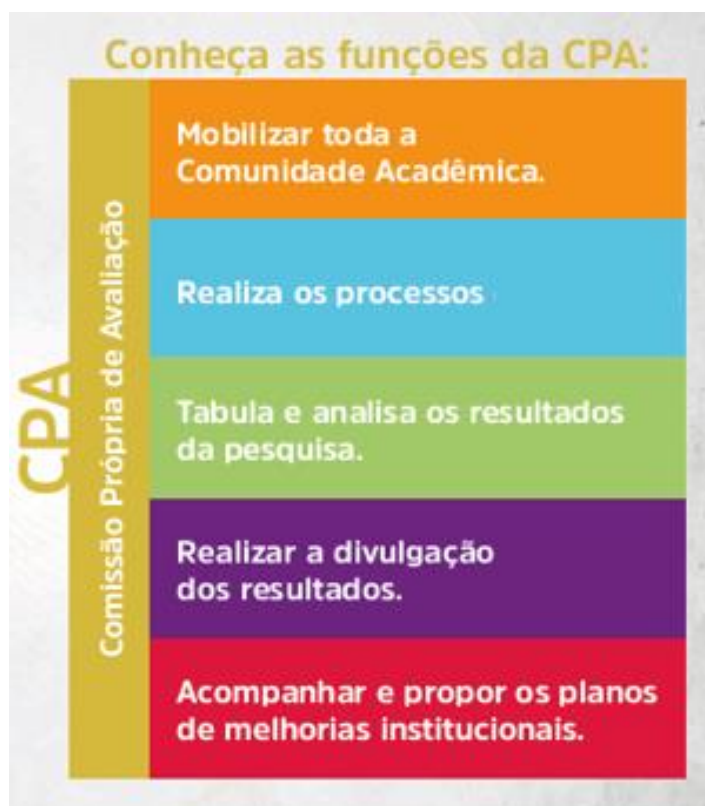 Conheça as funções da CPA:
CPA
Comissão Própria de Avaliação
Mobilizar toda a
Comunidade Acadêmica.
Realiza os processos
Tabula e analisa os resultados
da pesquisa.
Realizar a divulgação
dos resultados.
Acompanhar e propor os planos
de melhorias institucionais.